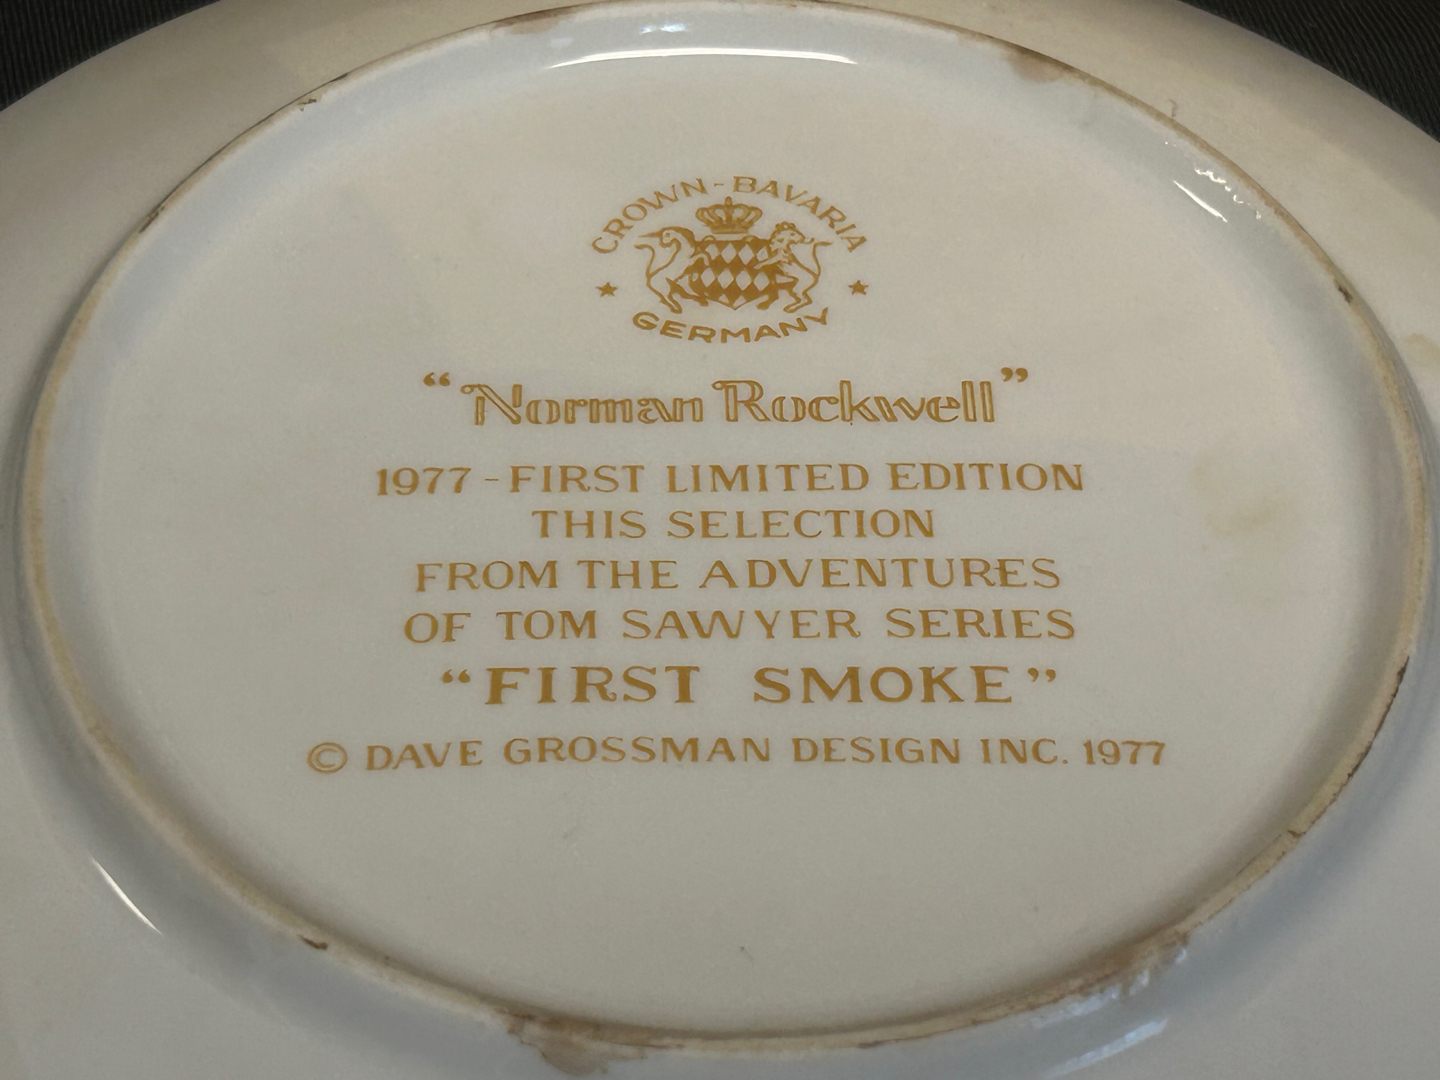 CROWN-BAVARIA
GERMANY
“Norman Rockwell”
1977-FIRST LIMITED EDITION
THIS SELECTION
FROM THE ADVENTURES
OF TOM SAWYER SERIES
“FIRST SMOKE”
© DAVE GROSSMAN DESIGN INC. 1977